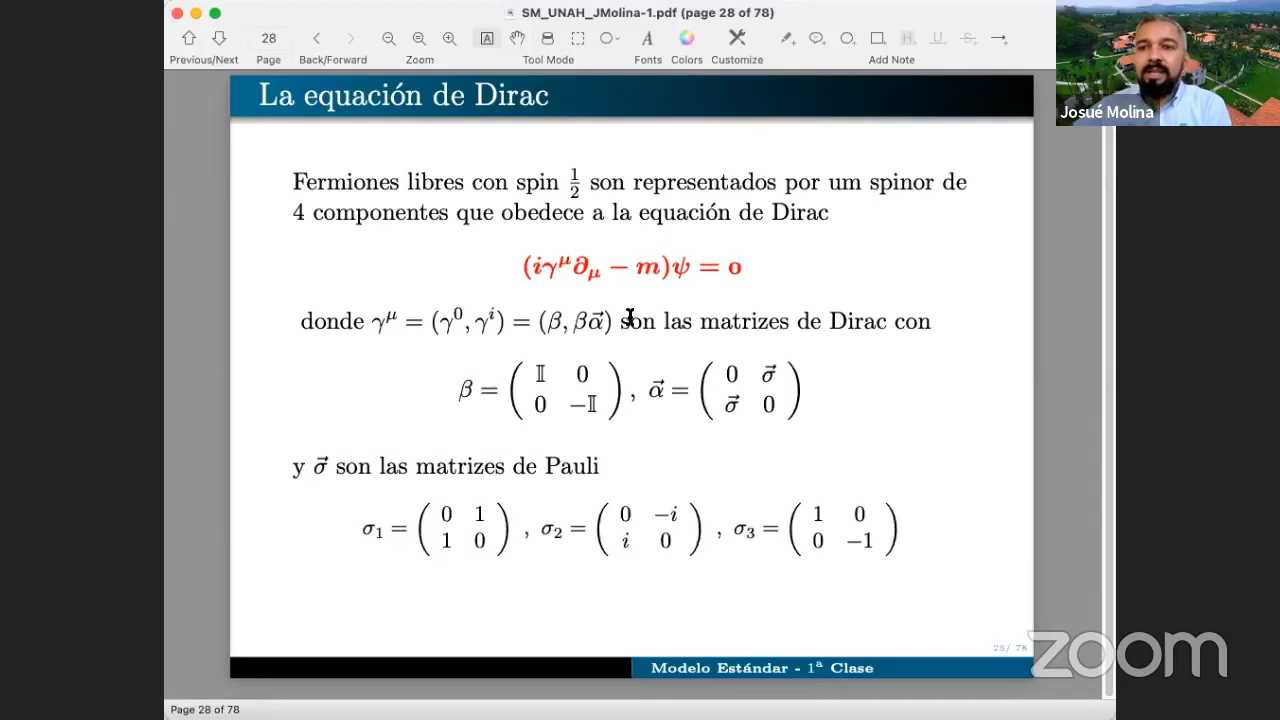 SM_UNAH_JMolina-1.pdf (page 28 of 78)
28
Previous/Next Page Back/Forward Zoom Tool Mode Fonts Colors Customize Add Note
Josué Molina
La equación de Dirac
Fermiones libres con spin 1/2 son representados por um spinor de
4 componentes que obedece a la equación de Dirac
(iγ^μ∂_μ − m)ψ = 0
donde γ^μ = (γ^0, γ^i) = (β, βα⃗) son las matrizes de Dirac con
β = ( 𝕀 0 ; 0 −𝕀 ) , α⃗ = ( 0 σ⃗ ; σ⃗ 0 )
y σ⃗ son las matrizes de Pauli
σ₁ = ( 0 1 ; 1 0 ) , σ₂ = ( 0 −i ; i 0 ) , σ₃ = ( 1 0 ; 0 −1 )
28/ 78
Modelo Estándar - 1ª Clase
zoom
Page 28 of 78